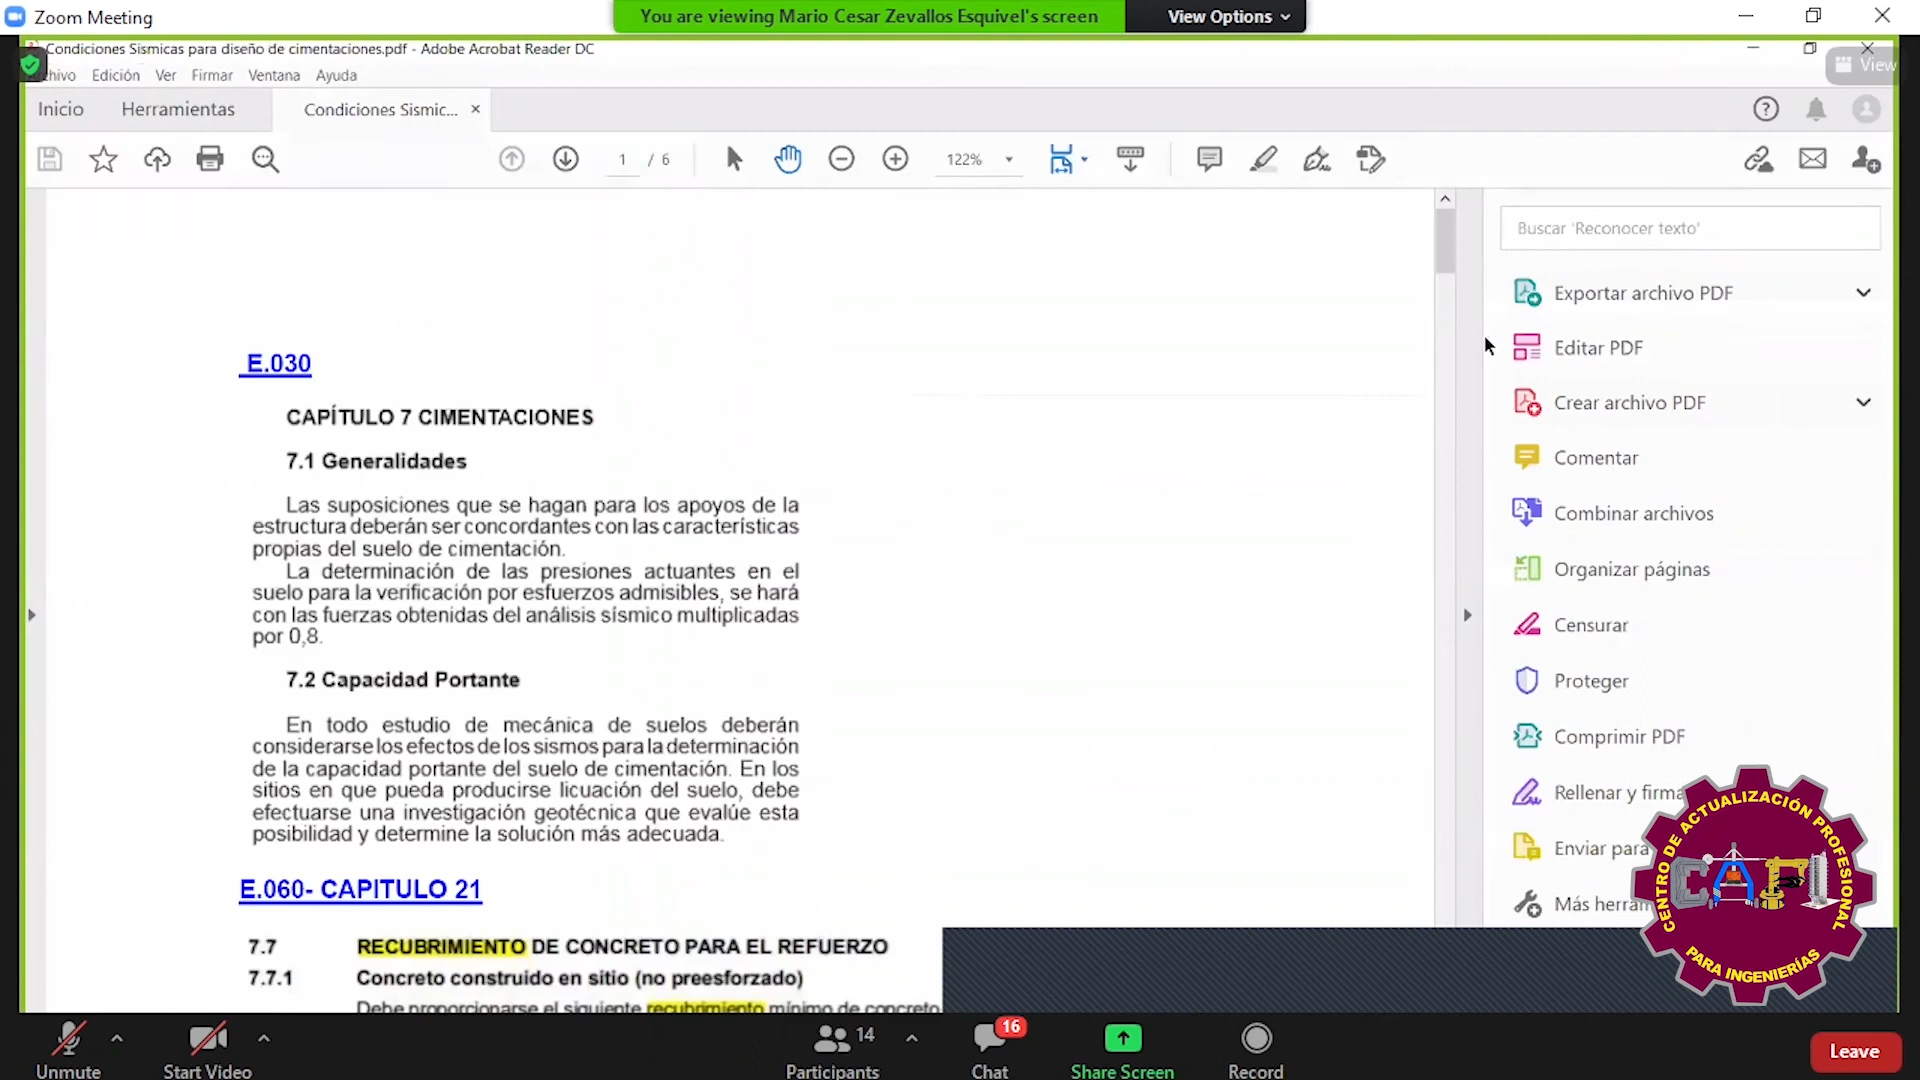 Zoom Meeting
You are viewing Mario Cesar Zevallos Esquivel's screen
View Options
Condiciones Sismicas para diseño de cimentaciones.pdf - Adobe Acrobat Reader DC
View
hivo Edición Ver Firmar Ventana Ayuda
Inicio Herramientas Condiciones Sismic... ×
1 / 6 122%
Buscar 'Reconocer texto'
Exportar archivo PDF
Editar PDF
Crear archivo PDF
Comentar
Combinar archivos
Organizar páginas
Censurar
Proteger
Comprimir PDF
Rellenar y firma
Enviar para
Más herram
E.030
CAPÍTULO 7 CIMENTACIONES
7.1 Generalidades
Las suposiciones que se hagan para los apoyos de la
estructura deberán ser concordantes con las características
propias del suelo de cimentación.
La determinación de las presiones actuantes en el
suelo para la verificación por esfuerzos admisibles, se hará
con las fuerzas obtenidas del análisis sísmico multiplicadas
por 0,8.
7.2 Capacidad Portante
En todo estudio de mecánica de suelos deberán
considerarse los efectos de los sismos para la determinación
de la capacidad portante del suelo de cimentación. En los
sitios en que pueda producirse licuación del suelo, debe
efectuarse una investigación geotécnica que evalúe esta
posibilidad y determine la solución más adecuada.
E.060- CAPITULO 21
7.7 RECUBRIMIENTO DE CONCRETO PARA EL REFUERZO
7.7.1 Concreto construido en sitio (no preesforzado)
Debe proporcionarse el siguiente recubrimiento mínimo de concreto
CENTRO DE ACTUALIZACIÓN PROFESIONAL
CAPI
PARA INGENIERÍAS
Unmute
Start Video
14
Participants
16
Chat
Share Screen
Record
Leave